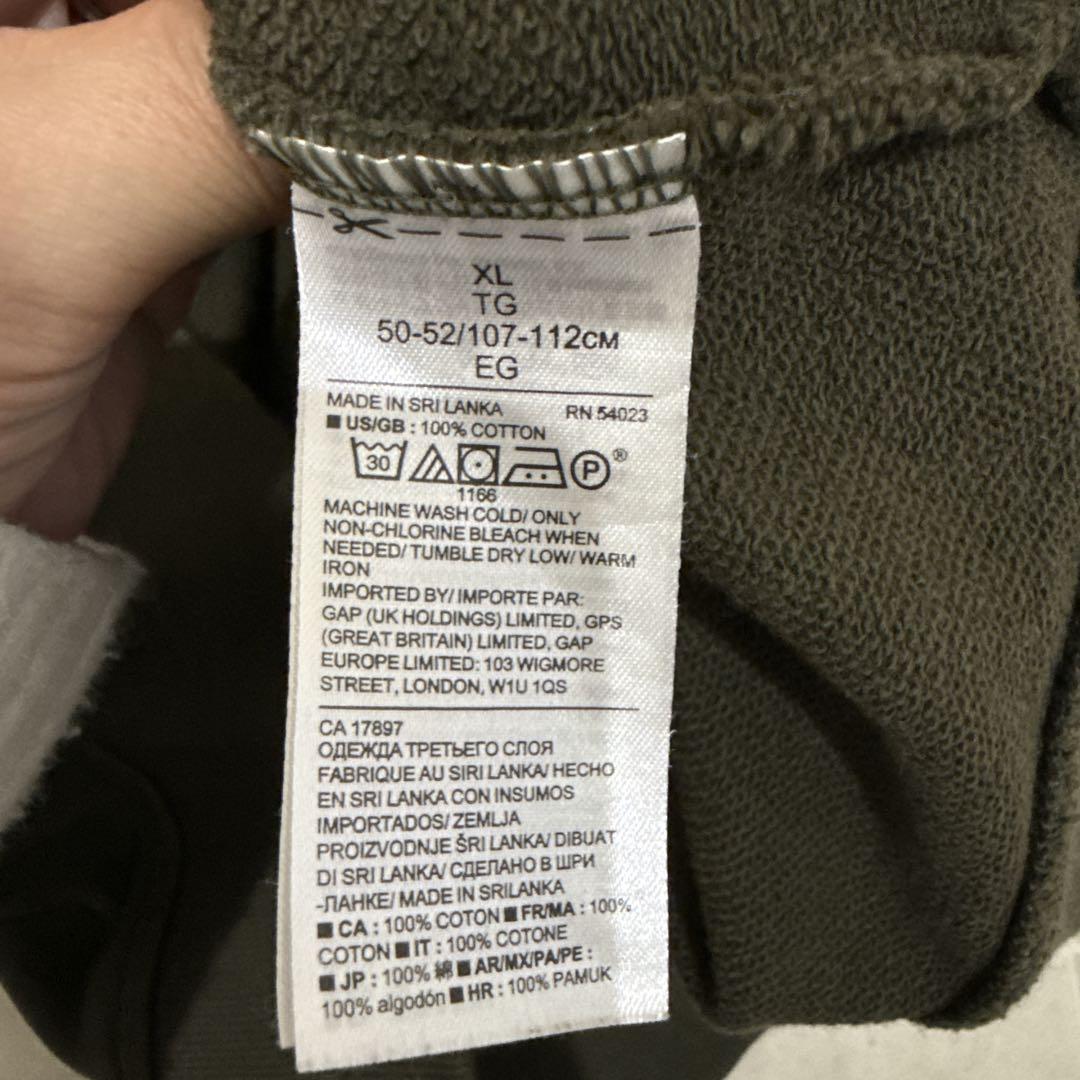 XL
TG
50-52/107-112CM
EG
MADE IN SRI LANKA RN 54023
■ US/GB : 100% COTTON
30 P ®
1166
MACHINE WASH COLD/ ONLY
NON-CHLORINE BLEACH WHEN
NEEDED/ TUMBLE DRY LOW/ WARM
IRON
IMPORTED BY/ IMPORTE PAR:
GAP (UK HOLDINGS) LIMITED, GPS
(GREAT BRITAIN) LIMITED, GAP
EUROPE LIMITED: 103 WIGMORE
STREET, LONDON, W1U 1QS
CA 17897
ОДЕЖДА ТРЕТЬЕГО СЛОЯ
FABRIQUE AU SIRI LANKA/ HECHO
EN SRI LANKA CON INSUMOS
IMPORTADOS/ ZEMLJA
PROIZVODNJE ŠRI LANKA/ DIBUAT
DI SRI LANKA/ СДЕЛАНО В ШРИ
-ЛАНКЕ/ MADE IN SRILANKA
■ CA : 100% COTON ■ FR/MA : 100%
COTON ■ IT : 100% COTONE
■ JP : 100% 綿 ■ AR/MX/PA/PE :
100% algodón ■ HR : 100% PAMUK